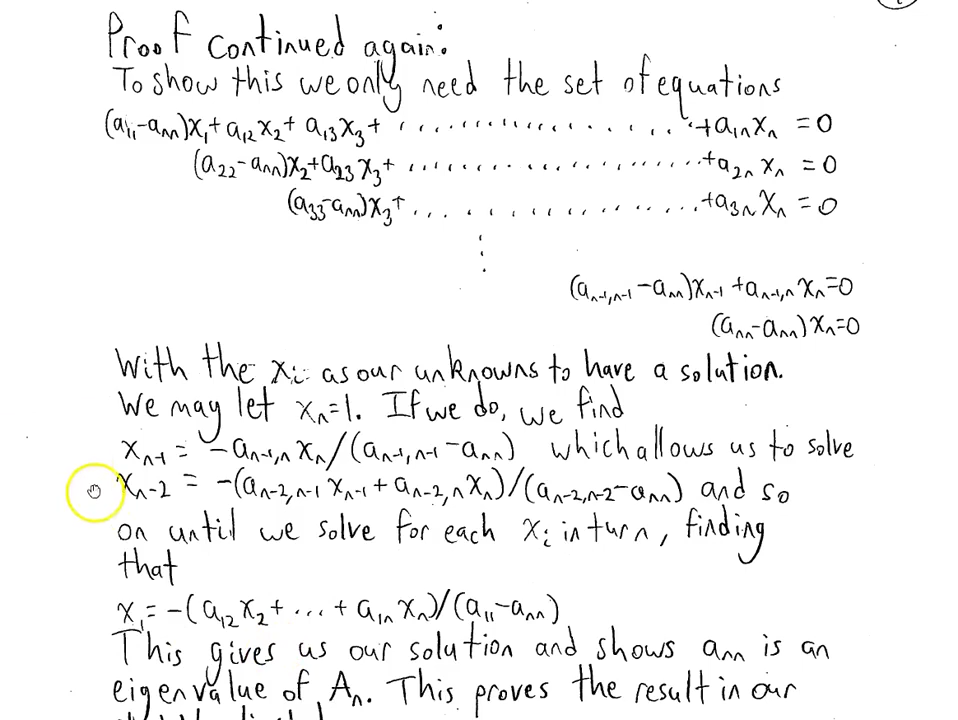 Proof continued again:
To show this we only need the set of equations
(a₁₁-aₙₙ)x₁+a₁₂x₂+a₁₃x₃+ . . . . . . . . . . +a₁ₙxₙ =0
(a₂₂-aₙₙ)x₂+a₂₃x₃+ . . . . . . . . . . +a₂ₙxₙ =0
(a₃₃-aₙₙ)x₃+ . . . . . . . . . . +a₃ₙxₙ =0
⋮
(aₙ₋₁,ₙ₋₁-aₙₙ)xₙ₋₁+aₙ₋₁,ₙxₙ=0
(aₙₙ-aₙₙ)xₙ=0
With the xᵢ as our unknowns to have a solution.
We may let xₙ=1. If we do, we find
xₙ₋₁ = -aₙ₋₁,ₙxₙ/(aₙ₋₁,ₙ₋₁-aₙₙ) which allows us to solve
xₙ₋₂ = -(aₙ₋₂,ₙ₋₁xₙ₋₁+aₙ₋₂,ₙxₙ)/(aₙ₋₂,ₙ₋₂-aₙₙ) and so
on until we solve for each xᵢ in turn, finding
that
x₁=-(a₁₂x₂+ ... +a₁ₙxₙ)/(a₁₁-aₙₙ)
This gives us our solution and shows aₙₙ is an
eigenvalue of Aₙ. This proves the result in our